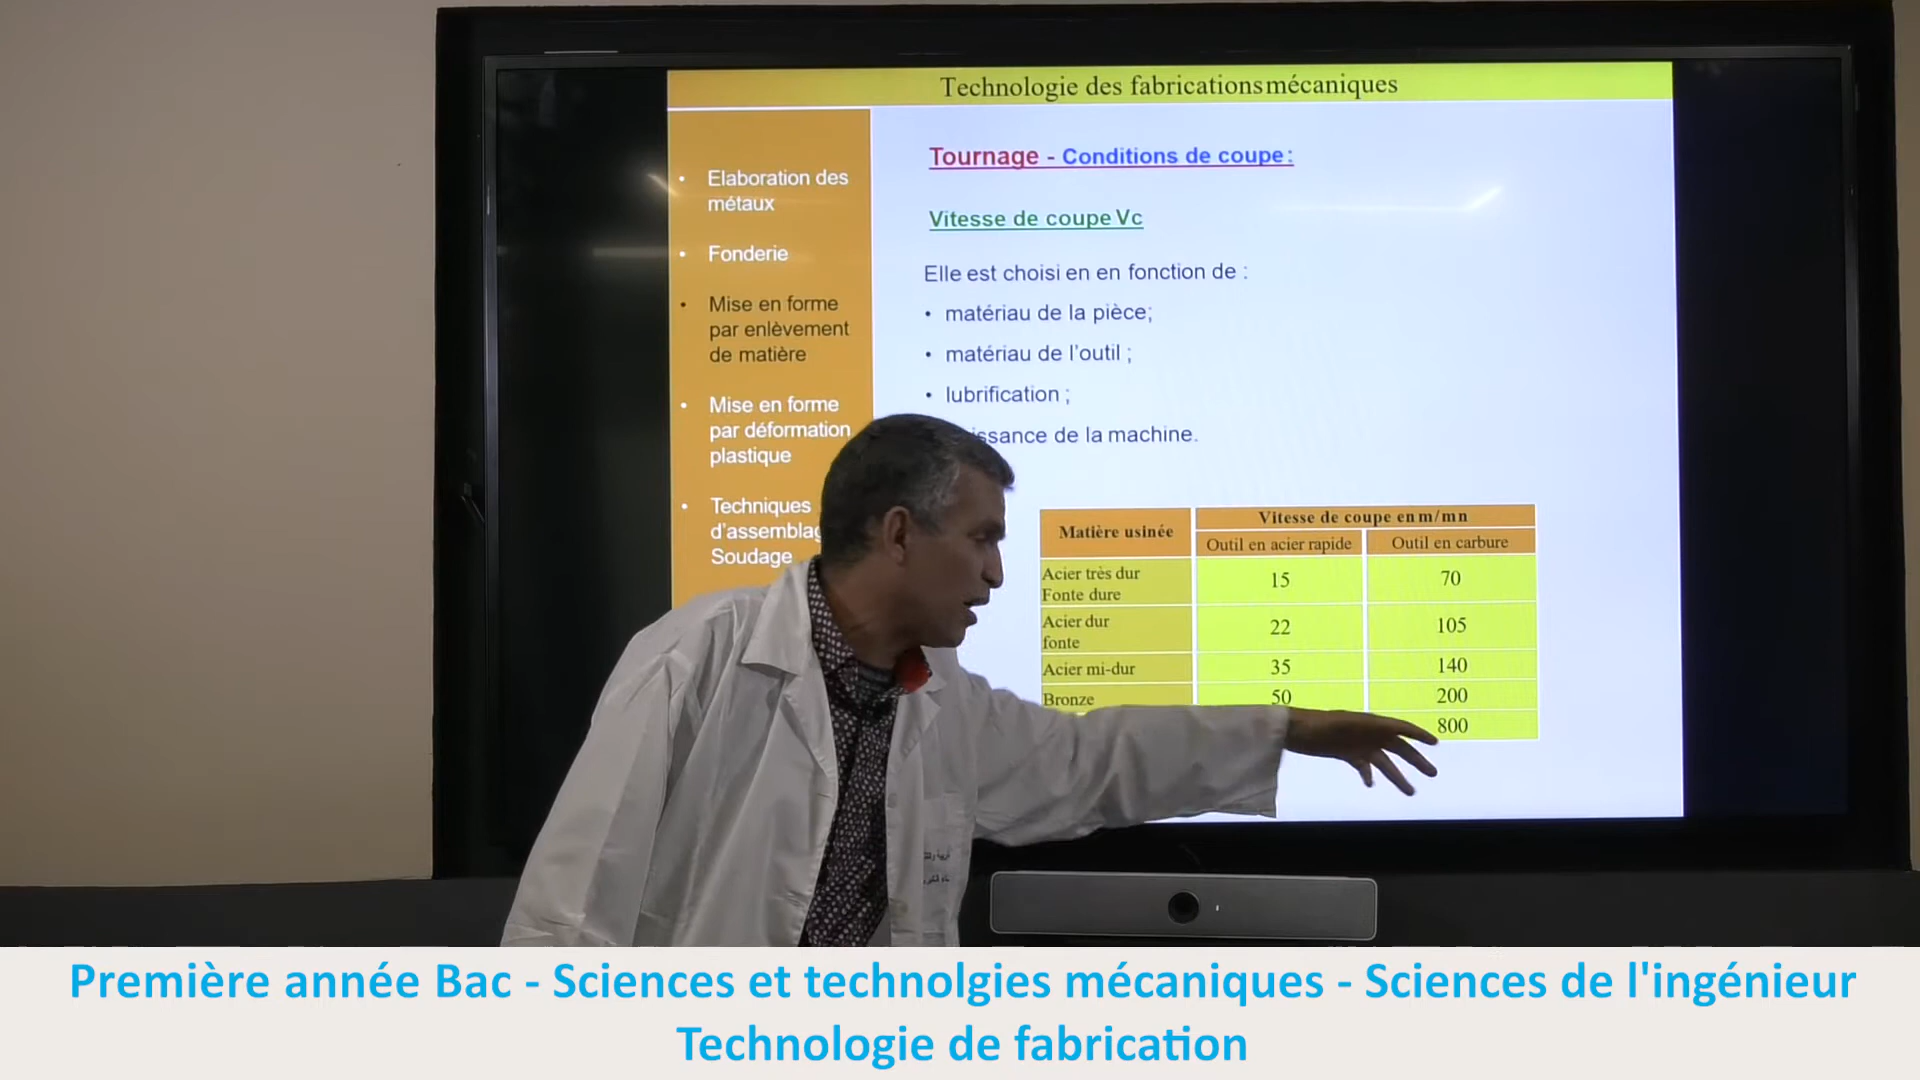 Technologie des fabrications mécaniques
• Elaboration des
métaux
• Fonderie
• Mise en forme
par enlèvement
de matière
• Mise en forme
par déformation
plastique
• Techniques
Soudage
Tournage - Conditions de coupe :
Vitesse de coupe Vc
Elle est choisi en en fonction de :
• matériau de la pièce;
• matériau de l'outil ;
• lubrification ;
de la machine.
Matière usinée
Vitesse de coupe en m/mn
Outil en acier rapide Outil en carbure
Acier très dur
Fonte dure
15 70
Acier dur
fonte
22 105
Acier mi-dur 35 140
Bronze 50 200
800
Première année Bac - Sciences et technolgies mécaniques - Sciences de l'ingénieur
Technologie de fabrication